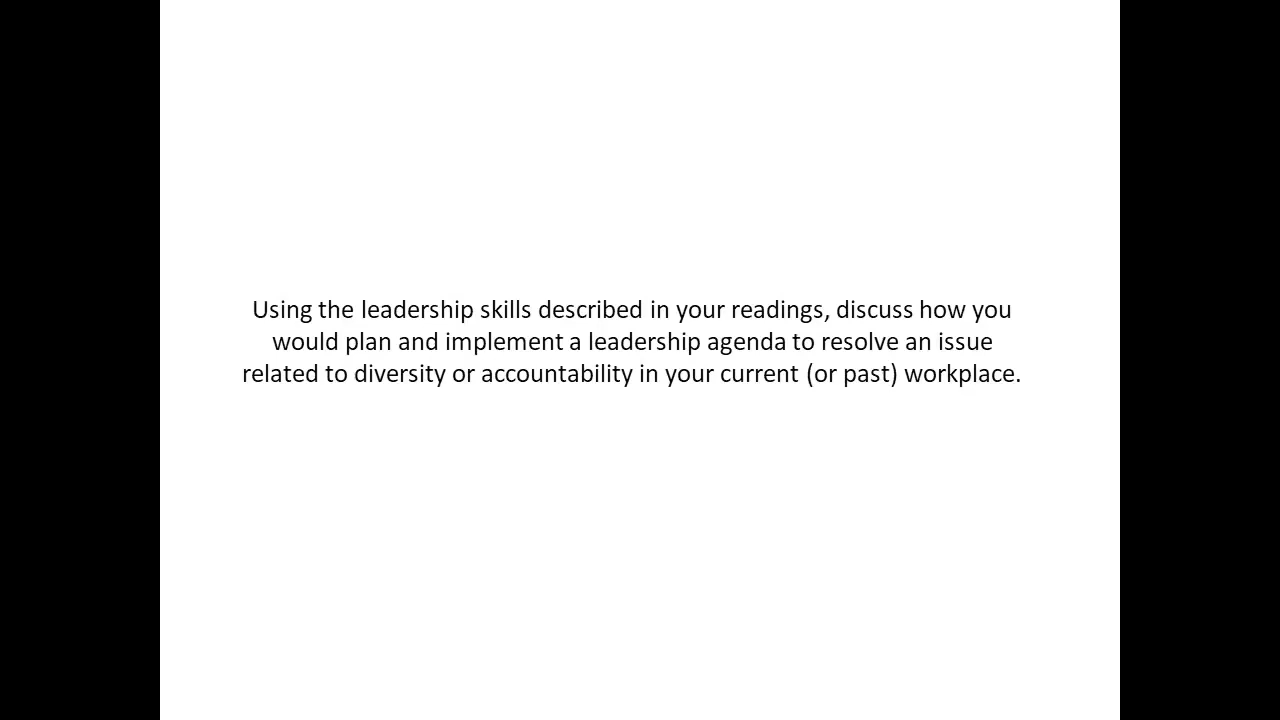 Using the leadership skills described in your readings, discuss how you
would plan and implement a leadership agenda to resolve an issue
related to diversity or accountability in your current (or past) workplace.